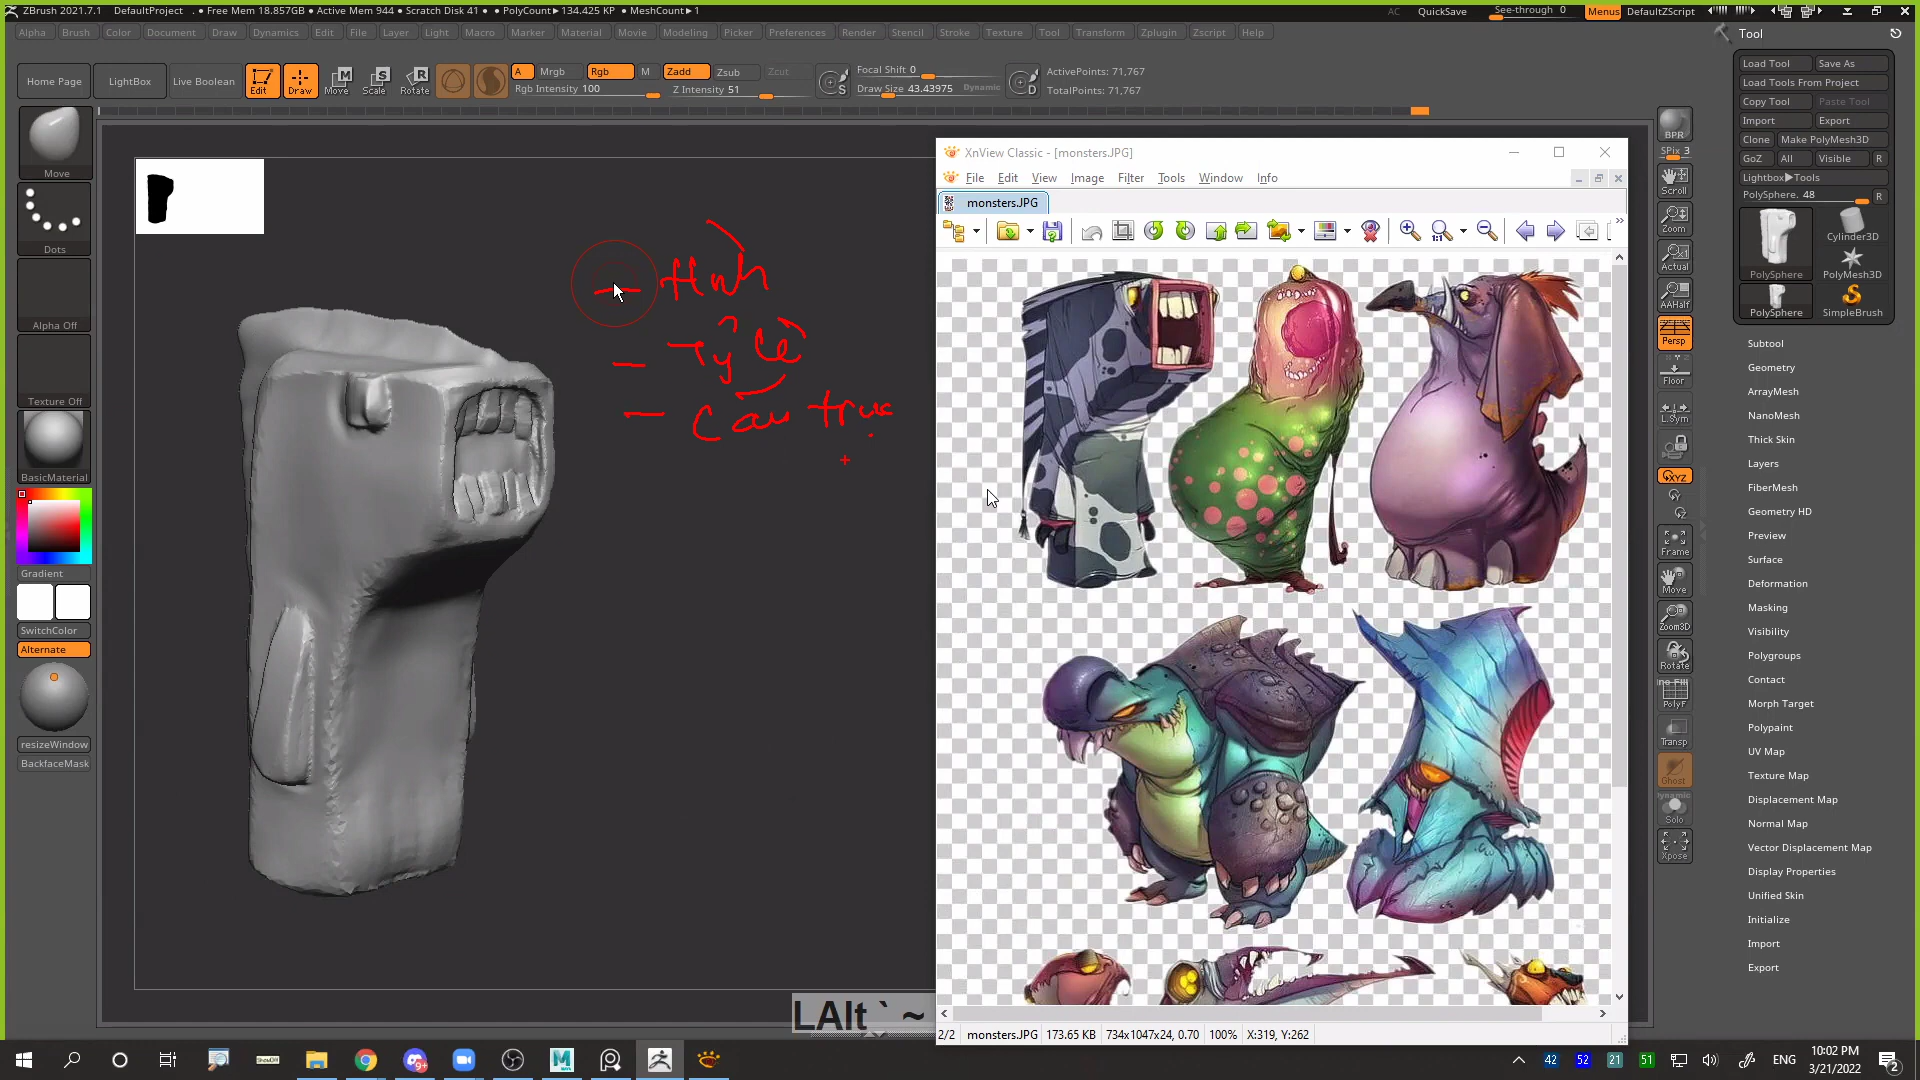 ZBrush 2021.7.1 DefaultProject . • Free Mem 18.857GB • Active Mem 944 • Scratch Disk 41 • PolyCount▸134.425 KP • MeshCount▸1 AC QuickSave See-through 0 Menus DefaultZScript
Alpha Brush Color Document Draw Dynamics Edit File Layer Light Macro Marker Material Movie Modeling Picker Preferences Render Stencil Stroke Texture Tool Transform Zplugin Zscript Help
Home Page LightBox Live Boolean Edit Draw Move Scale Rotate A Mrgb Rgb M Zadd Zsub Zcut Focal Shift 0 ActivePoints: 71,767
Rgb Intensity 100 Z Intensity 51 S Draw Size 43.43975 Dynamic D TotalPoints: 71,767
Move
Dots
Alpha Off
Texture Off
BasicMaterial
Gradient
SwitchColor
Alternate
resizeWindow
BackfaceMask
— Hình
— Tỷ lệ
— Cấu trúc
LAlt ` ~
XnView Classic - [monsters.JPG]
File Edit View Image Filter Tools Window Info
monsters.JPG
2/2 monsters.JPG 173.65 KB 734x1047x24, 0.70 100% X:319, Y:262
BPR
SPix 3
Scroll
Zoom
Actual
AAHalf
Persp
Floor
L.Sym
XYZ
Frame
Move
Zoom3D
Rotate
PolyF
Transp
Ghost
Dynamic
Solo
Xpose
Tool
Load Tool Save As
Load Tools From Project
Copy Tool Paste Tool
Import Export
Clone Make PolyMesh3D
GoZ All Visible R
Lightbox▸Tools
PolySphere. 48 R
PolySphere Cylinder3D
PolyMesh3D
PolySphere SimpleBrush
Subtool
Geometry
ArrayMesh
NanoMesh
Thick Skin
Layers
FiberMesh
Geometry HD
Preview
Surface
Deformation
Masking
Visibility
Polygroups
Contact
Morph Target
Polypaint
UV Map
Texture Map
Displacement Map
Normal Map
Vector Displacement Map
Display Properties
Unified Skin
Initialize
Import
Export
42 52 21 51 ENG 10:02 PM
3/21/2022 2